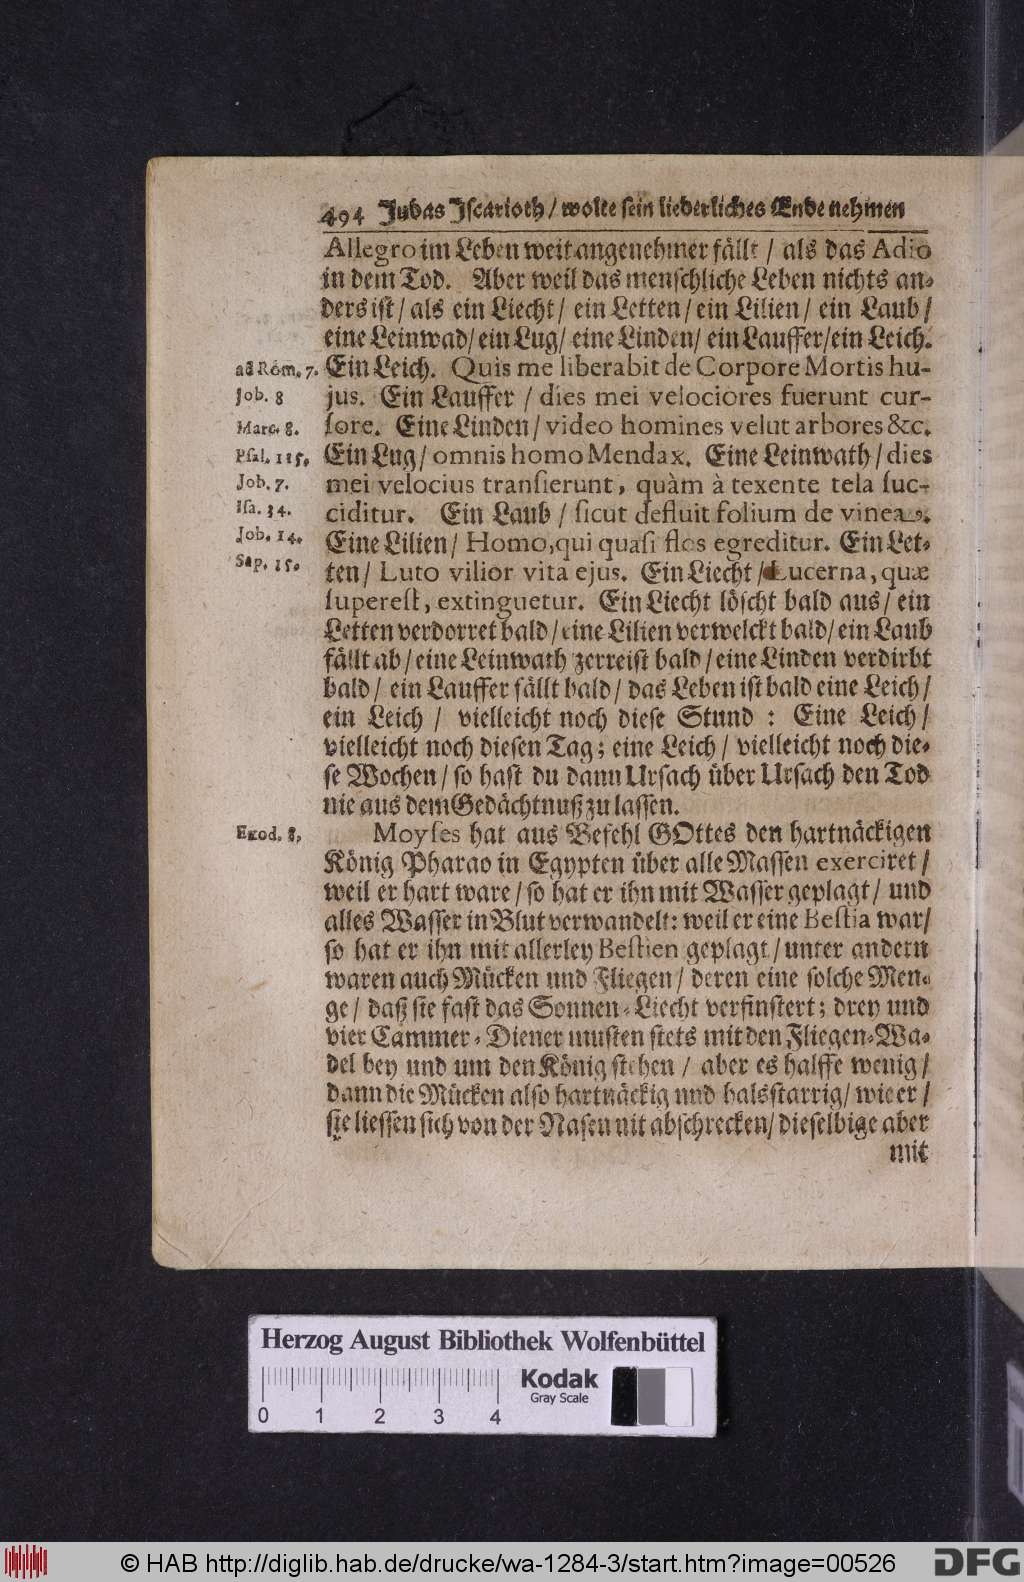 494 Judas Jscarioth / wolte sein liederliches Ende nehmen
Allegro im Leben weit angenehmer fällt / als das Adio
in dem Tod. Aber weil das menschliche Leben nichts an-
ders ist / als ein Liecht / ein Letten / ein Lilien / ein Laub /
eine Leinwad / ein Lug / eine Linden / ein Lauffer / ein Leich.
ad Rom. 7. Ein Leich. Quis me liberabit de Corpore Mortis hu-
Job. 8 jus. Ein Lauffer / dies mei velociores fuerunt cur-
Marc. 8. sore. Eine Linden / video homines velut arbores &c.
Psal. 115. Ein Lug / omnis homo Mendax. Eine Leinwath / dies
Job. 7. mei velocius transierunt, quàm à texente tela suc-
Isa. 34. ciditur. Ein Laub / sicut defluit folium de vinea.
Job. 14. Eine Lilien / Homo, qui quasi flos egreditur. Ein Let-
Sap. 15. ten / Luto vilior vita ejus. Ein Liecht / Lucerna, quæ
superest, extinguetur. Ein Liecht löscht bald aus / ein
Letten verdorret bald / eine Lilien verwelckt bald / ein Laub
fällt ab / eine Leinwath zerreist bald / eine Linden verdirbt
bald / ein Lauffer fällt bald / das Leben ist bald eine Leich /
ein Leich / vielleicht noch diese Stund : Eine Leich /
vielleicht noch diesen Tag; eine Leich / vielleicht noch die-
se Wochen / so hast du dann Ursach über Ursach den Tod
nie aus dem Gedächtnuß zu lassen.
Exod. 8. Moyses hat aus Befehl GOttes den hartnäckigen
König Pharao in Egypten über alle Massen exerciret /
weil er hart ware / so hat er ihn mit Wasser geplagt / und
alles Wasser in Blut verwandelt: weil er eine Bestia war /
so hat er ihn mit allerley Bestien geplagt / unter andern
waren auch Mücken und Fliegen / deren eine solche Men-
ge / daß sie fast das Sonnen-Liecht verfinstert; drey und
vier Cammer-Diener musten stets mit den Fliegen-Wa-
del bey und um den König stehen / aber es halffe wenig /
dann die Mücken also hartnäckig und halsstarrig / wie er /
sie liessen sich von der Nasen nit abschrecken / dieselbige aber
mit
Herzog August Bibliothek Wolfenbüttel
Kodak
Gray Scale
0 1 2 3 4
© HAB http://diglib.hab.de/drucke/wa-1284-3/start.htm?image=00526
DFG